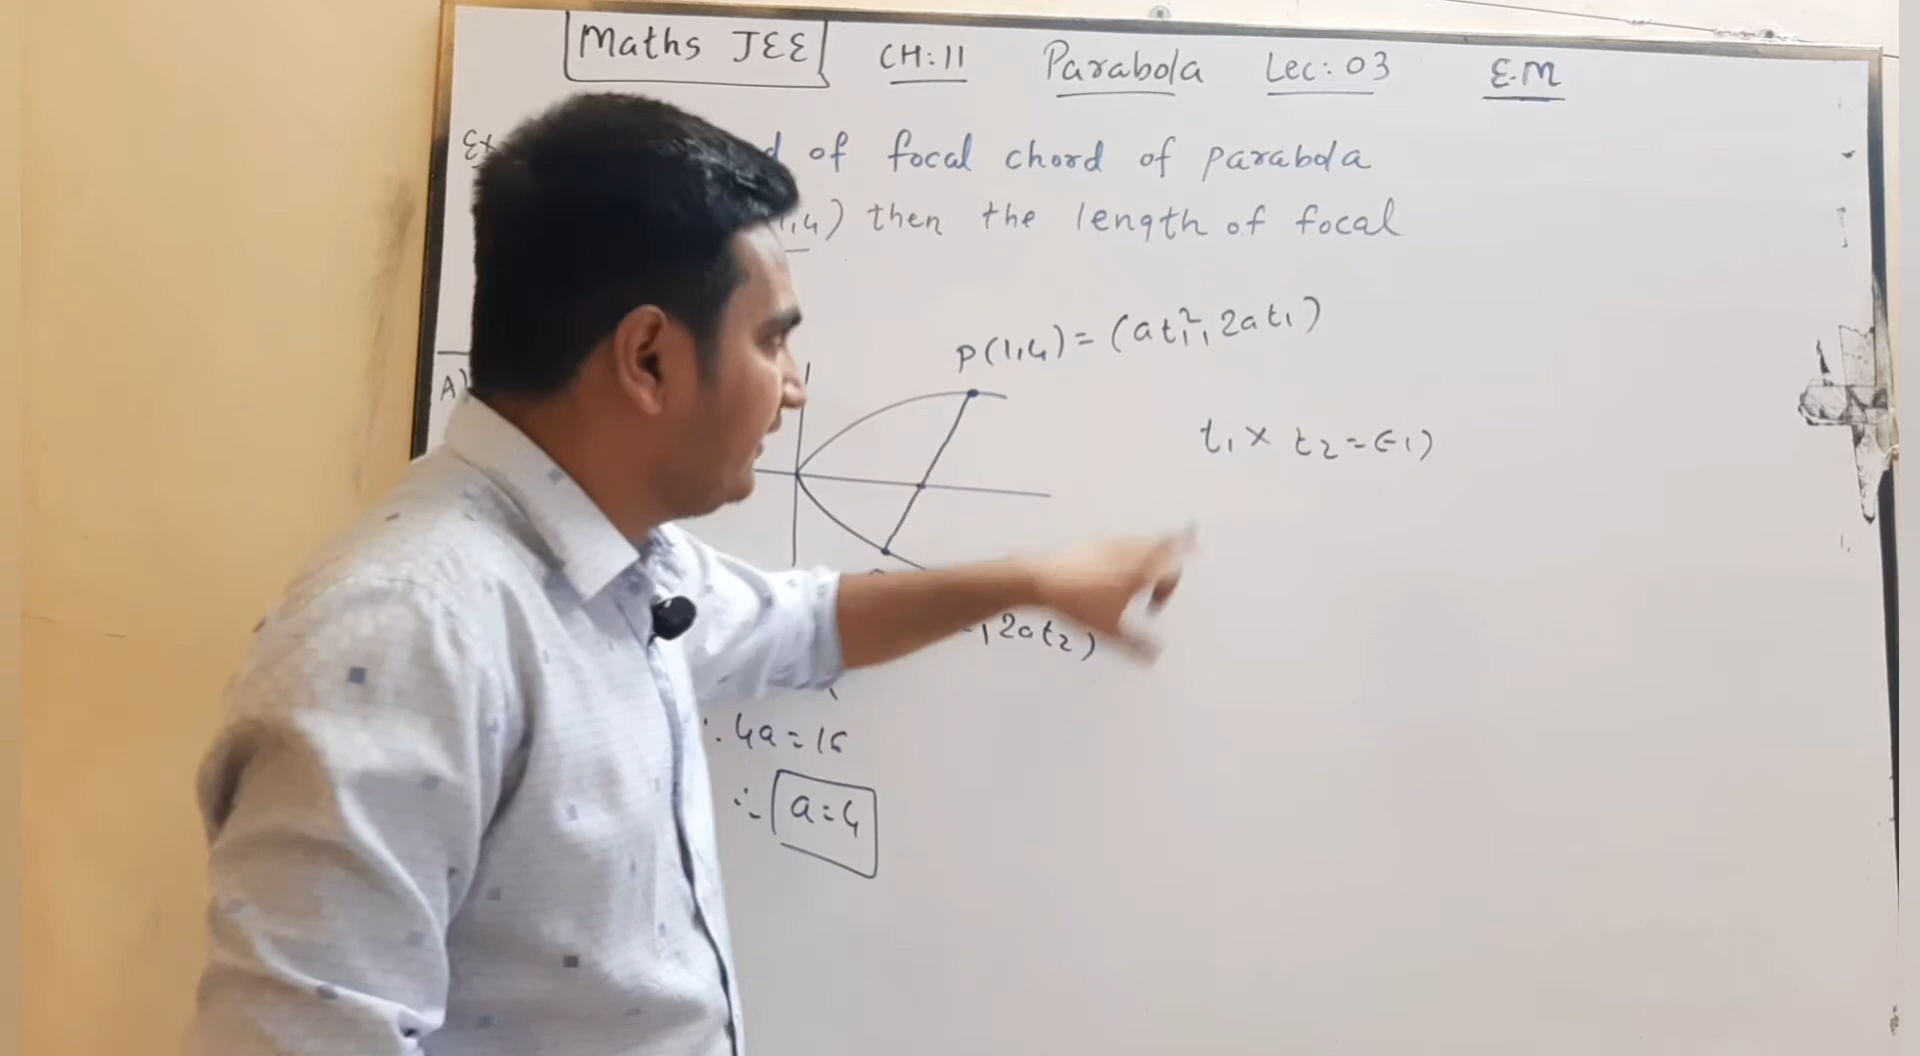 Maths JEE CH:11 Parabola Lec:03 E.M
Ex of focal chord of parabola
1,4) then the length of focal
P(1,4) = (at₁², 2at₁)
A)
t₁ × t₂ = (-1)
, 2at₂)
∴ 4a = 16
∴ a = 4